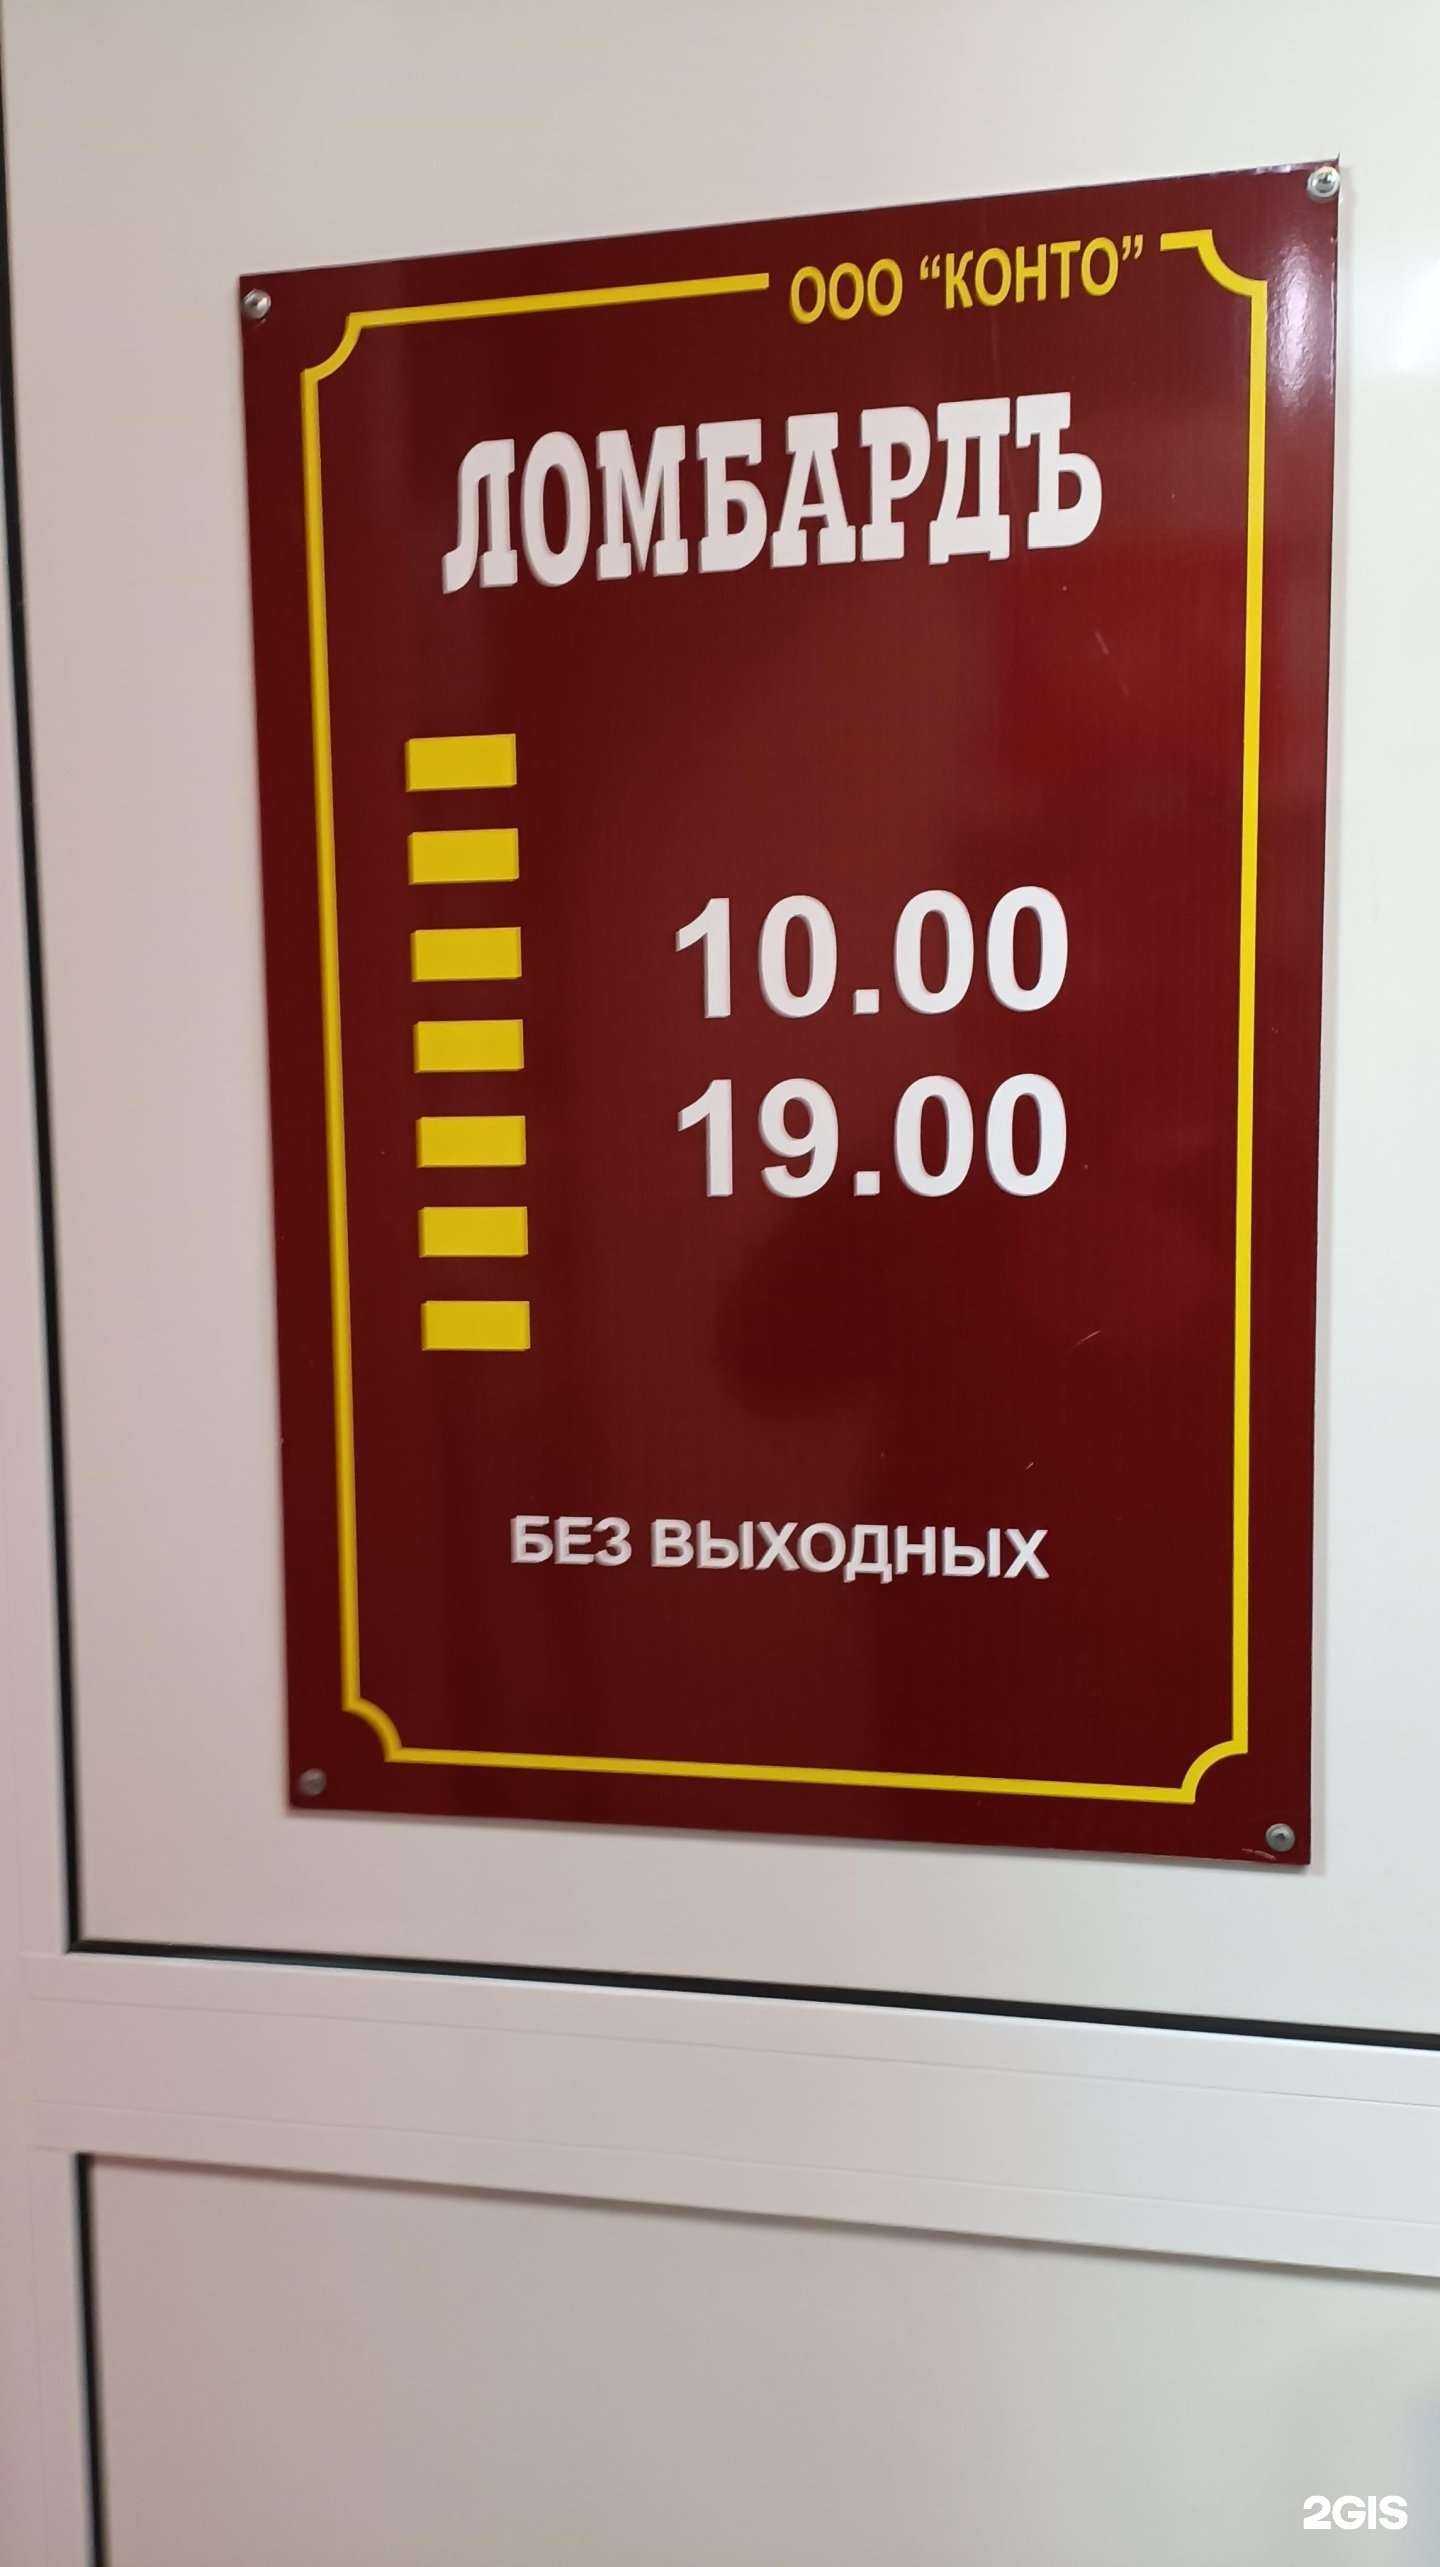 ООО “КОНТО”
ЛОМБАРДЪ
10.00
19.00
БЕЗ ВЫХОДНЫХ
2GIS